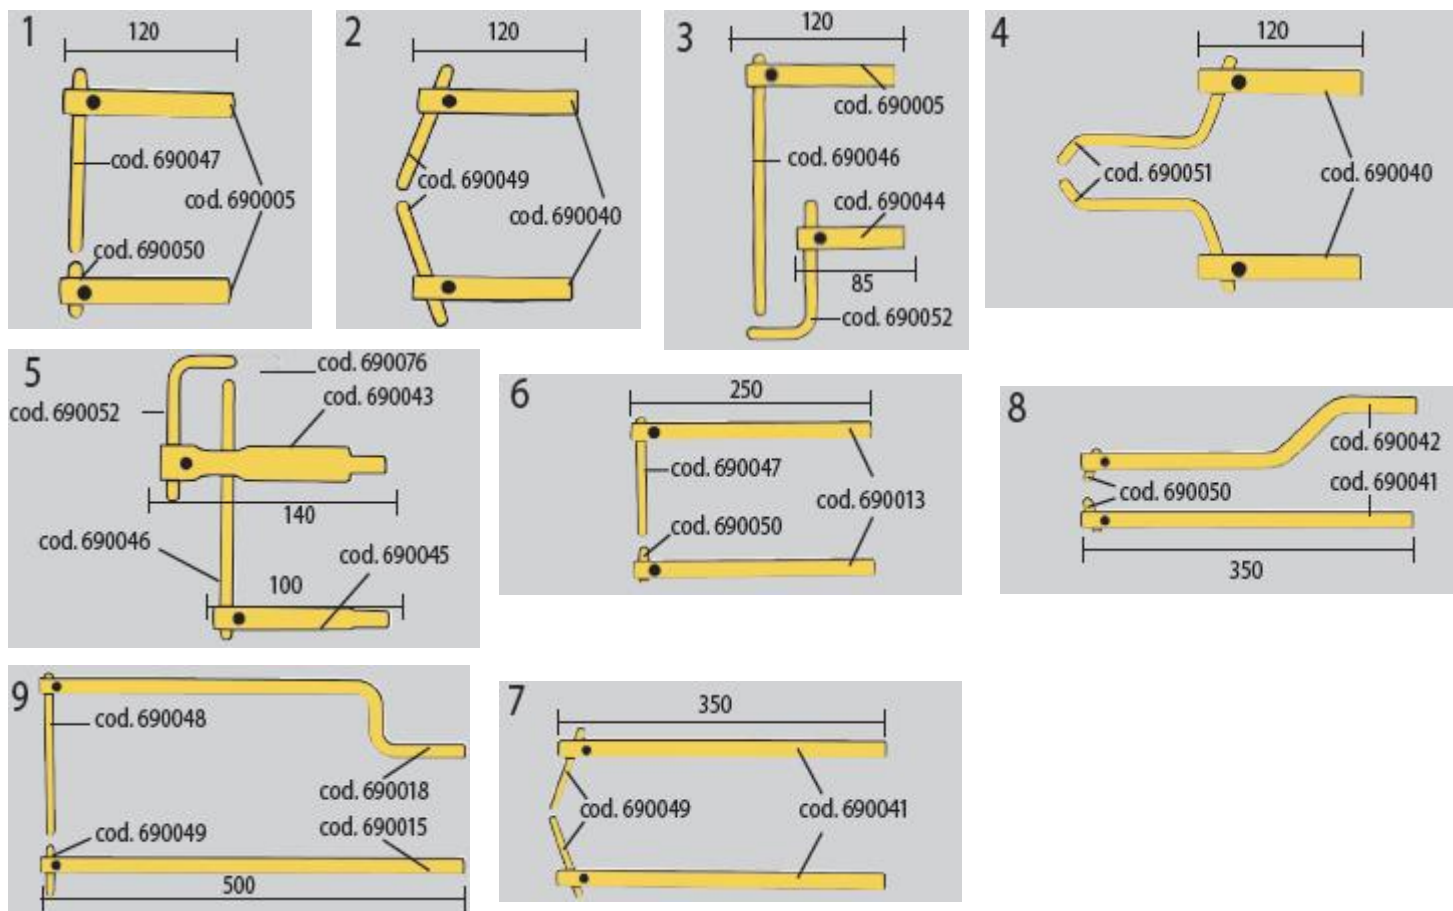 1
120
cod. 690047
cod. 690005
cod. 690050
2
120
cod. 690049
cod. 690040
3
120
cod. 690005
cod. 690046
cod. 690044
85
cod. 690052
4
120
cod. 690051
cod. 690040
5
cod. 690076
cod. 690043
cod. 690052
140
cod. 690046
cod. 690045
100
6
250
cod. 690047
cod. 690013
cod. 690050
8
cod. 690042
cod. 690041
cod. 690050
350
9
cod. 690048
cod. 690018
cod. 690015
cod. 690049
500
7
350
cod. 690049
cod. 690041